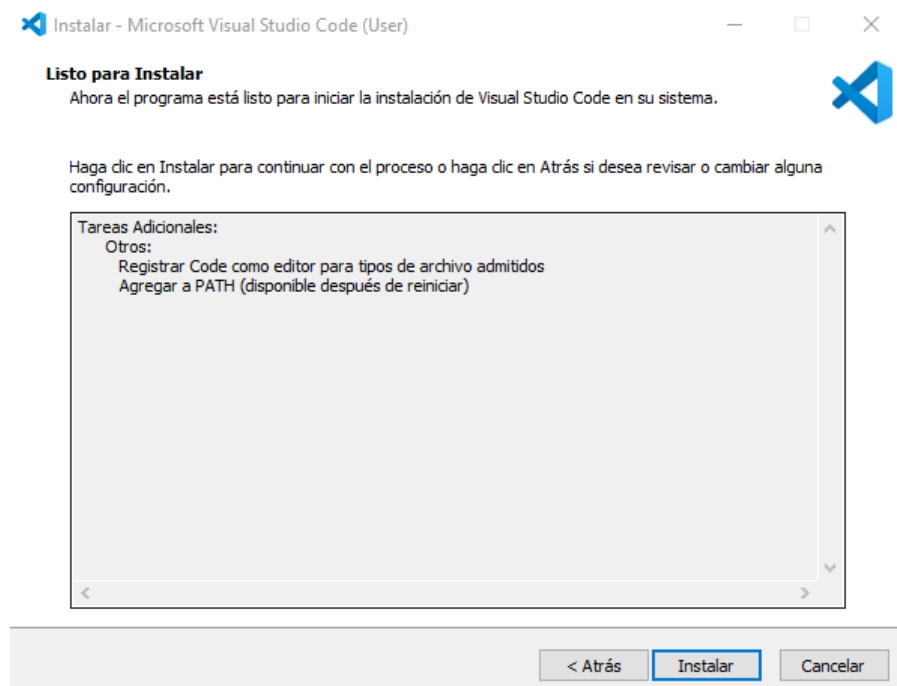 Instalar - Microsoft Visual Studio Code (User)
Listo para Instalar
Ahora el programa está listo para iniciar la instalación de Visual Studio Code en su sistema.
Haga clic en Instalar para continuar con el proceso o haga clic en Atrás si desea revisar o cambiar alguna
configuración.
Tareas Adicionales:
Otros:
Registrar Code como editor para tipos de archivo admitidos
Agregar a PATH (disponible después de reiniciar)
< Atrás
Instalar
Cancelar